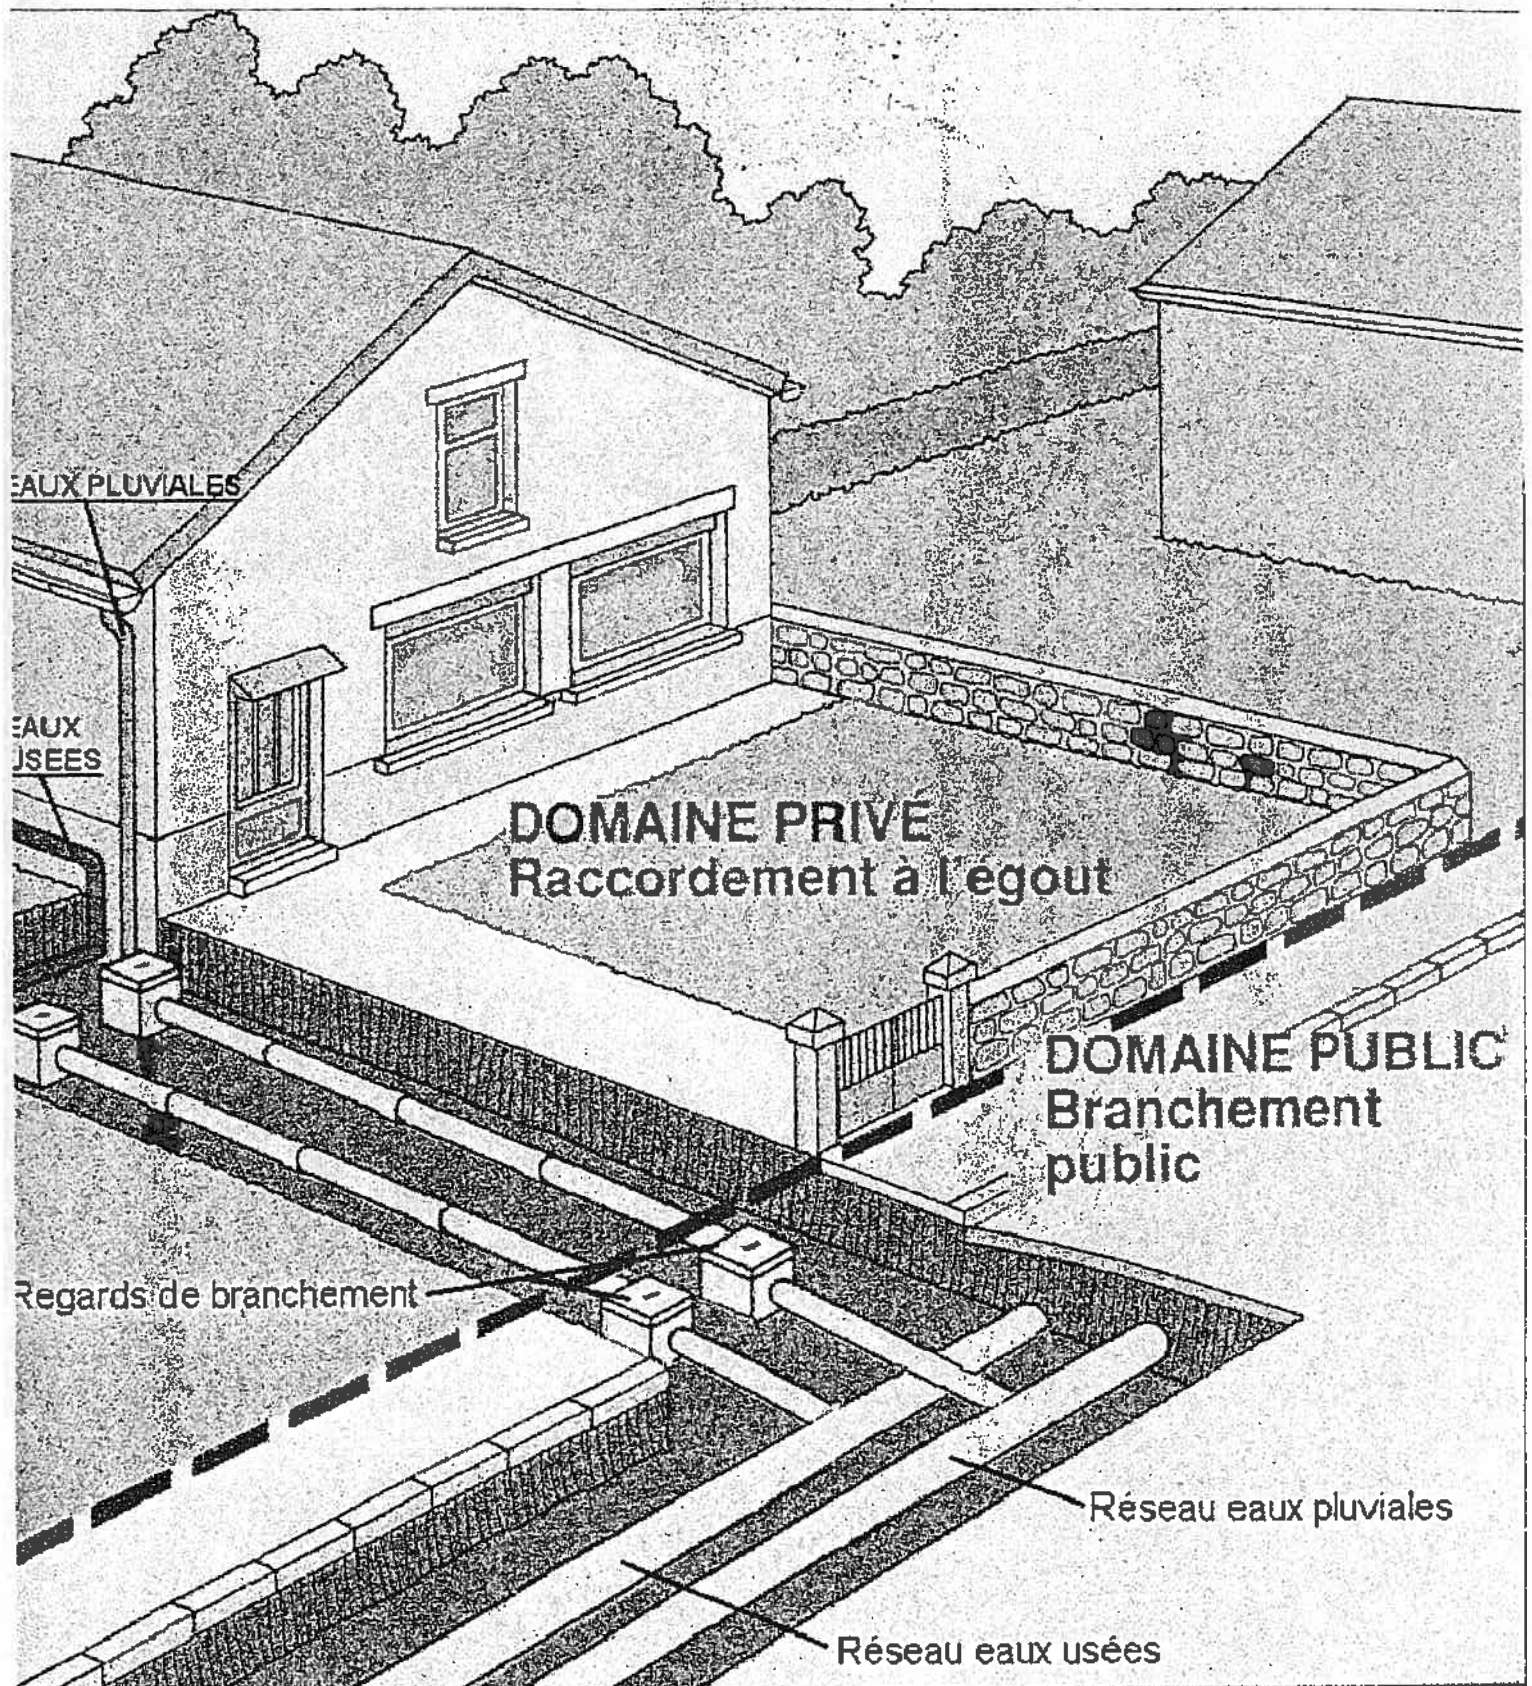 EAUX PLUVIALES
EAUX
USEES
DOMAINE PRIVE
Raccordement à l'égout
DOMAINE PUBLIC
Branchement
public
Regards de branchement
Réseau eaux pluviales
Réseau eaux usées